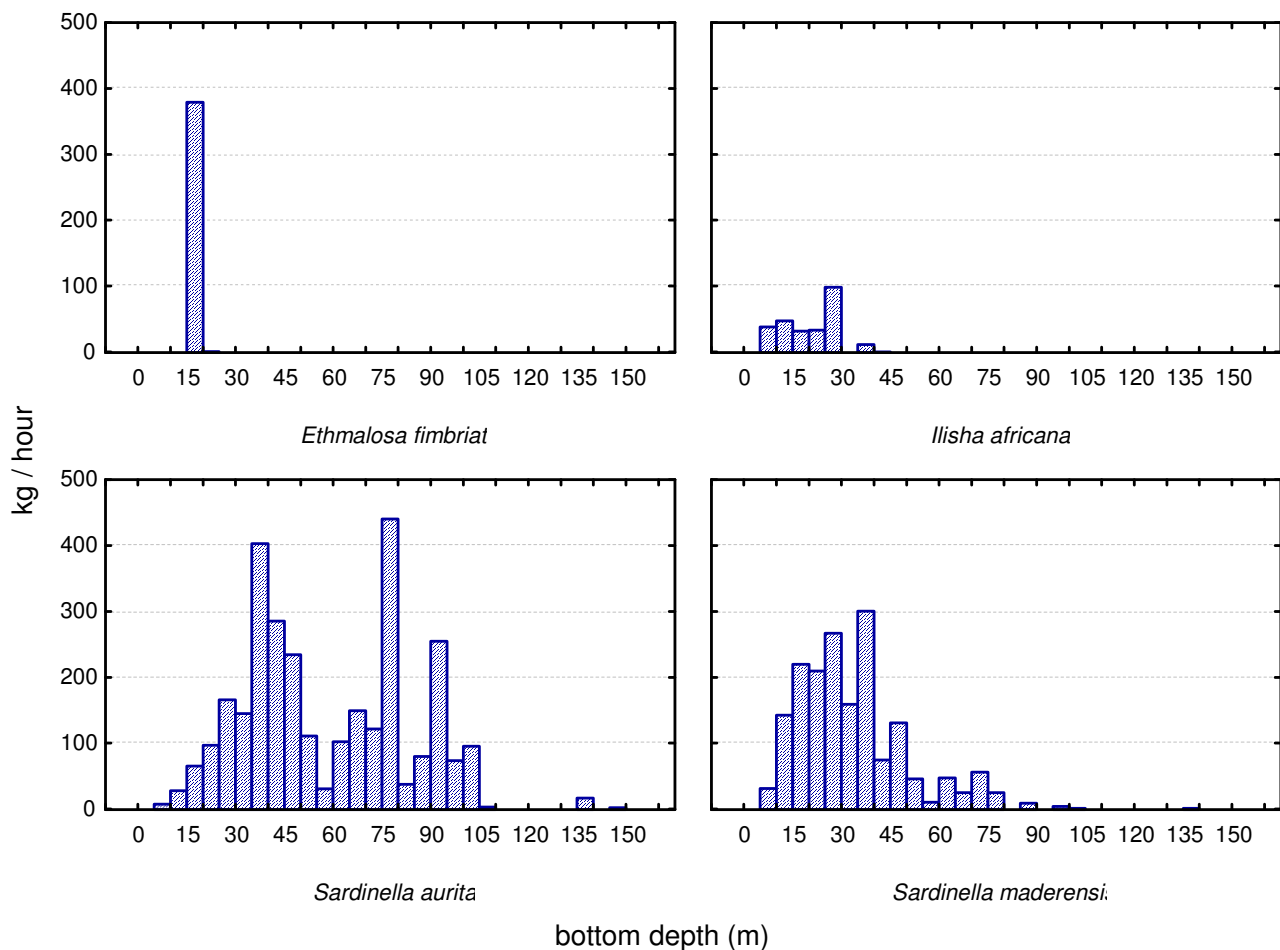 500
400
300
200
100
0
0 15 30 45 60 75 90 105 120 135 150
Ethmalosa fimbriat
0 15 30 45 60 75 90 105 120 135 150
Ilisha africana
kg / hour
500
400
300
200
100
0
0 15 30 45 60 75 90 105 120 135 150
Sardinella aurita
0 15 30 45 60 75 90 105 120 135 150
Sardinella maderensis
bottom depth (m)